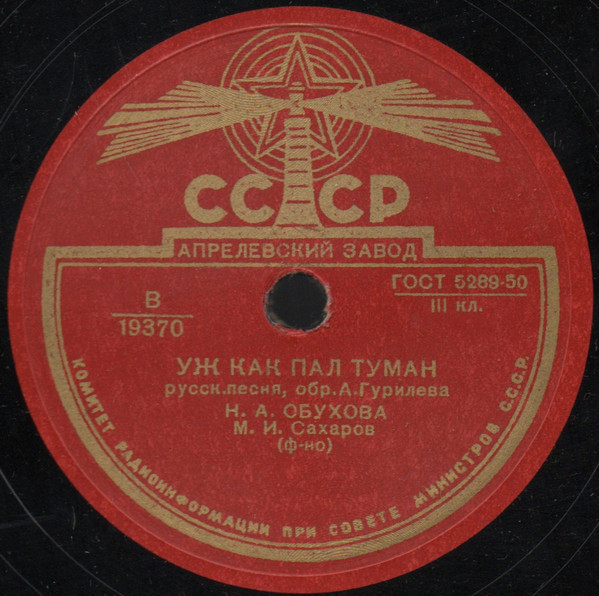 СССР
АПРЕЛЕВСКИЙ ЗАВОД
В
19370
ГОСТ 5289-50
III кл.
УЖ КАК ПАЛ ТУМАН
русск.песня, обр.А.Гурилева
Н. А. ОБУХОВА
М. И. Сахаров
(ф-но)
КОМИТЕТ РАДИОИНФОРМАЦИИ ПРИ СОВЕТЕ МИНИСТРОВ С.С.С.Р.